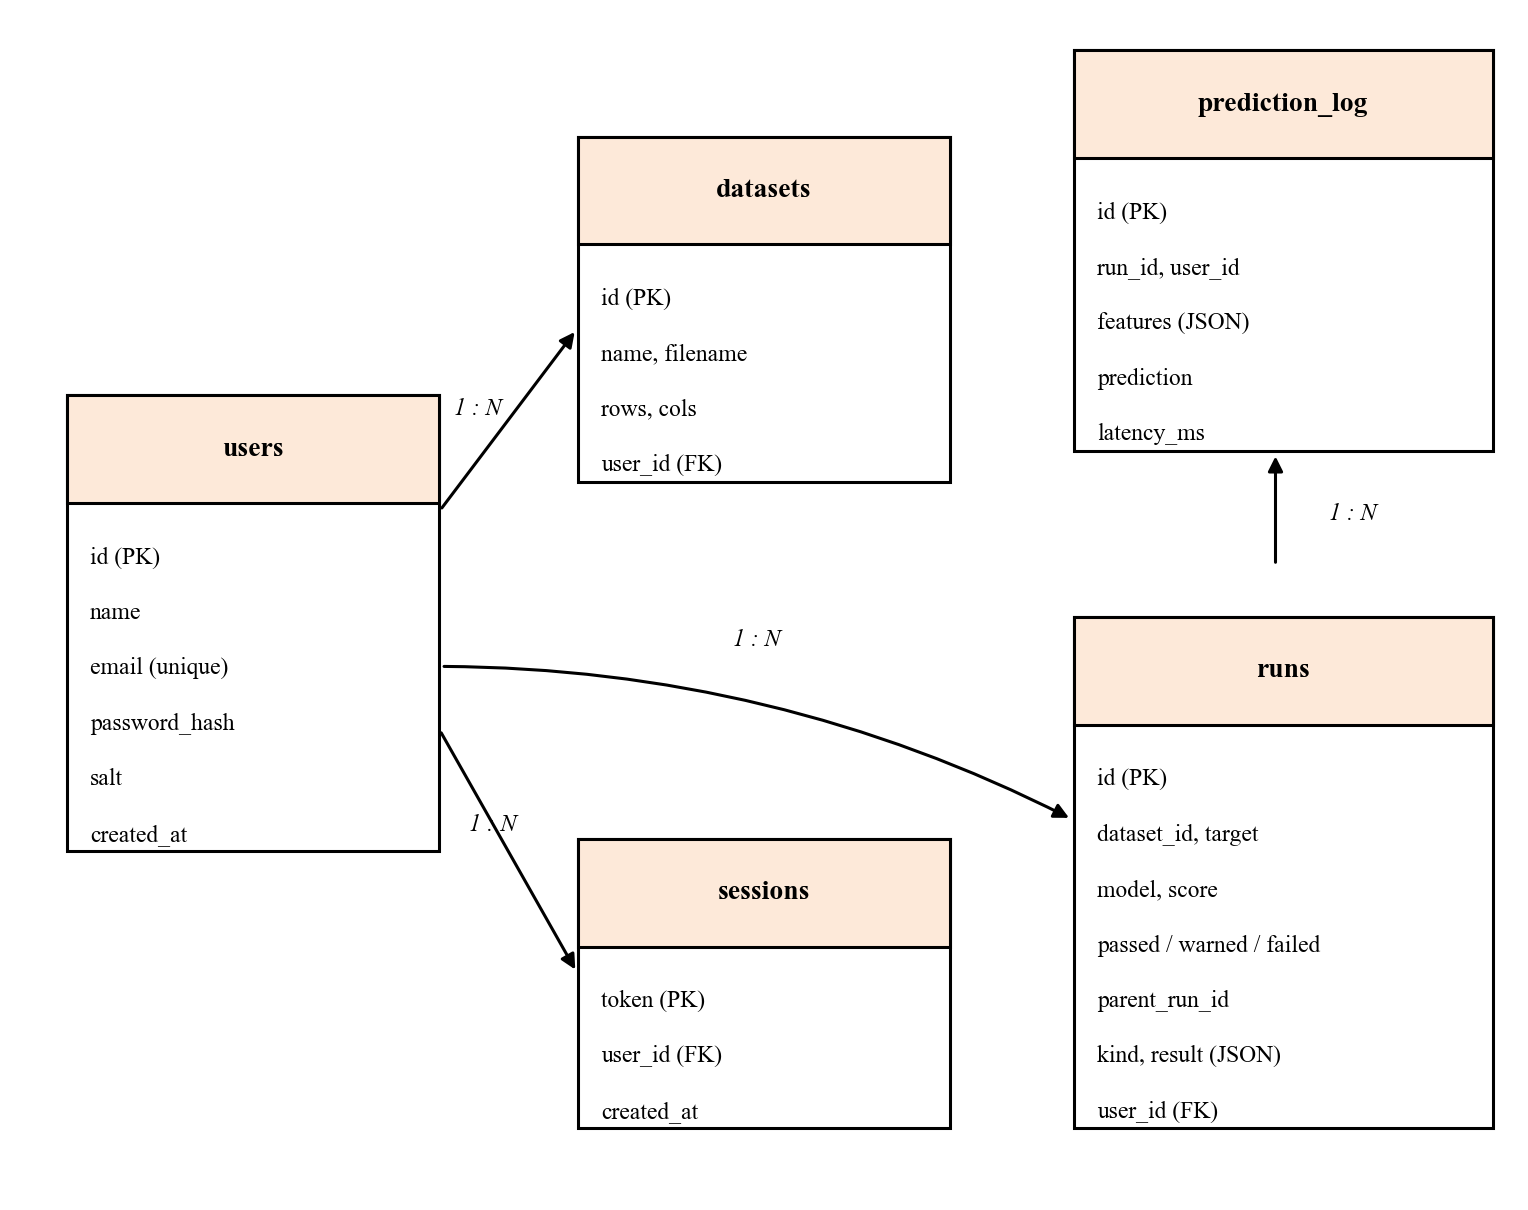 users
id (PK)
name
email (unique)
password_hash
salt
created_at
1 : N
datasets
id (PK)
name, filename
rows, cols
user_id (FK)
1 : N
sessions
token (PK)
user_id (FK)
created_at
1 : N
prediction_log
id (PK)
run_id, user_id
features (JSON)
prediction
latency_ms
1 : N
runs
id (PK)
dataset_id, target
model, score
passed / warned / failed
parent_run_id
kind, result (JSON)
user_id (FK)